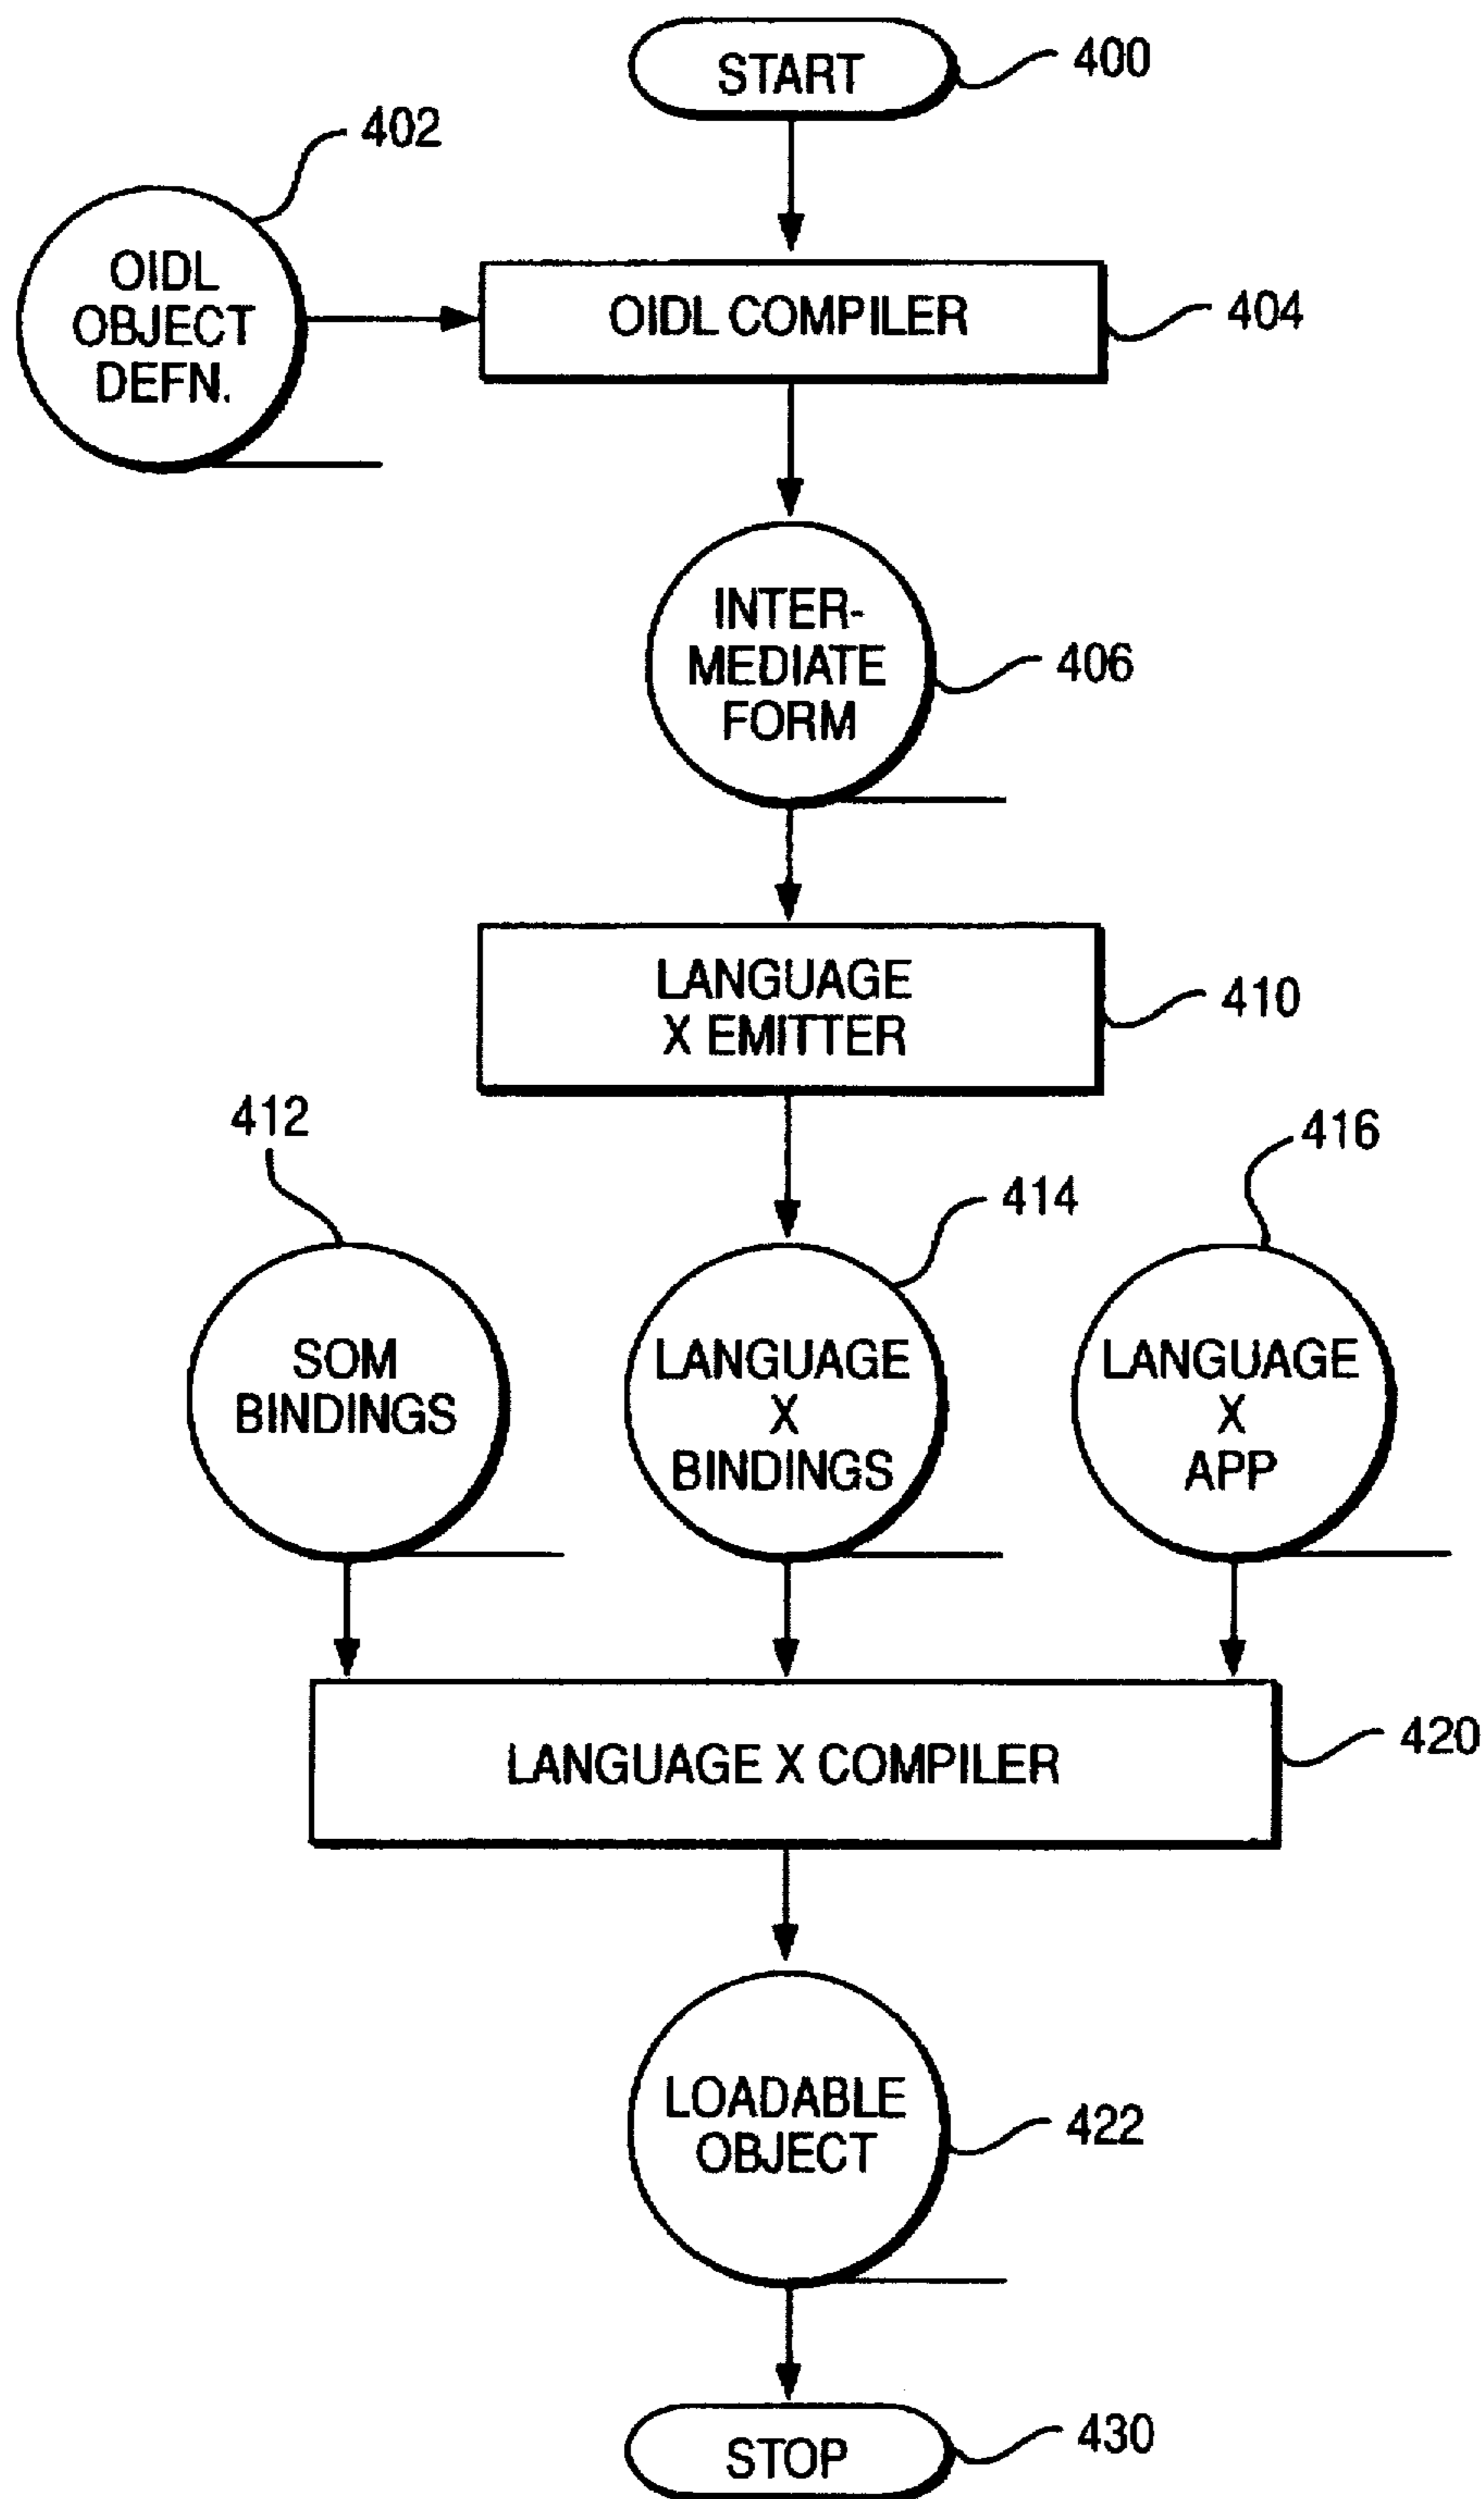 START
400
402
OIDL
OBJECT
DEFN.
OIDL COMPILER
404
INTER-
MEDIATE
FORM
406
LANGUAGE
X EMITTER
410
412
414
416
SOM
BINDINGS
LANGUAGE
X
BINDINGS
LANGUAGE
X
APP
LANGUAGE X COMPILER
420
LOADABLE
OBJECT
422
STOP
430